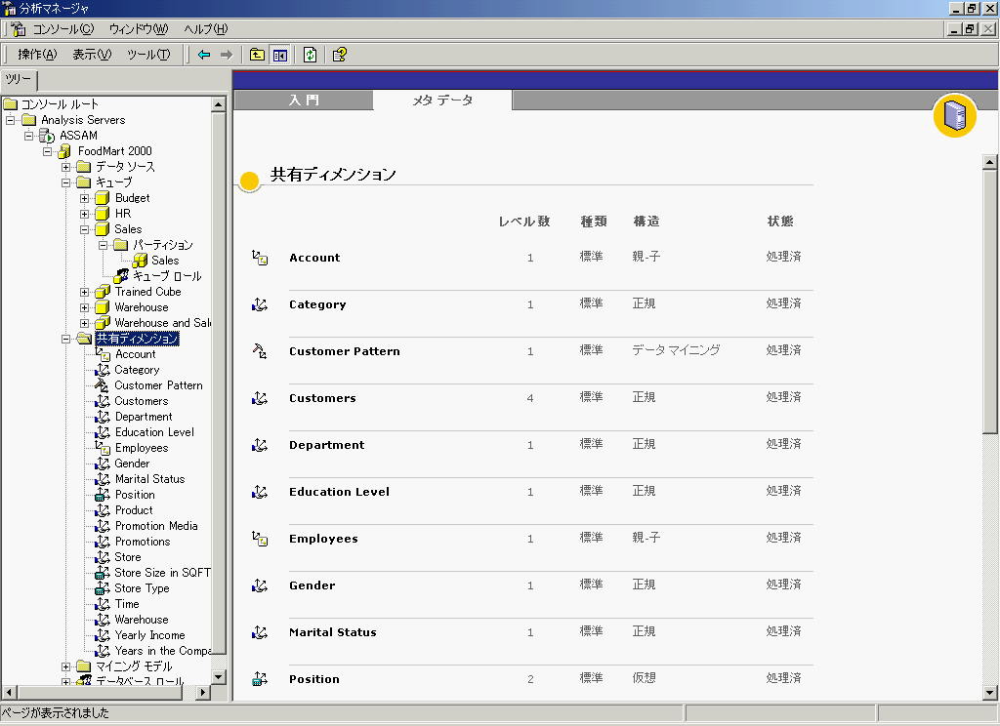 分析マネージャ
コンソール(C) ウィンドウ(W) ヘルプ(H)
操作(A) 表示(V) ツール(T)
ツリー
コンソール ルート
Analysis Servers
ASSAM
FoodMart 2000
データ ソース
キューブ
Budget
HR
Sales
パーティション
Sales
キューブ ロール
Trained Cube
Warehouse
Warehouse and Sale
共有ディメンション
Account
Category
Customer Pattern
Customers
Department
Education Level
Employees
Gender
Marital Status
Position
Product
Promotion Media
Promotions
Store
Store Size in SQFT
Store Type
Time
Warehouse
Yearly Income
Years in the Compa
マイニング モデル
データベース ロール
入門 メタ データ
共有ディメンション
レベル数 種類 構造 状態
Account 1 標準 親-子 処理済
Category 1 標準 正規 処理済
Customer Pattern 1 標準 データ マイニング 処理済
Customers 4 標準 正規 処理済
Department 1 標準 正規 処理済
Education Level 1 標準 正規 処理済
Employees 1 標準 親-子 処理済
Gender 1 標準 正規 処理済
Marital Status 1 標準 正規 処理済
Position 2 標準 仮想 処理済
ページが表示されました